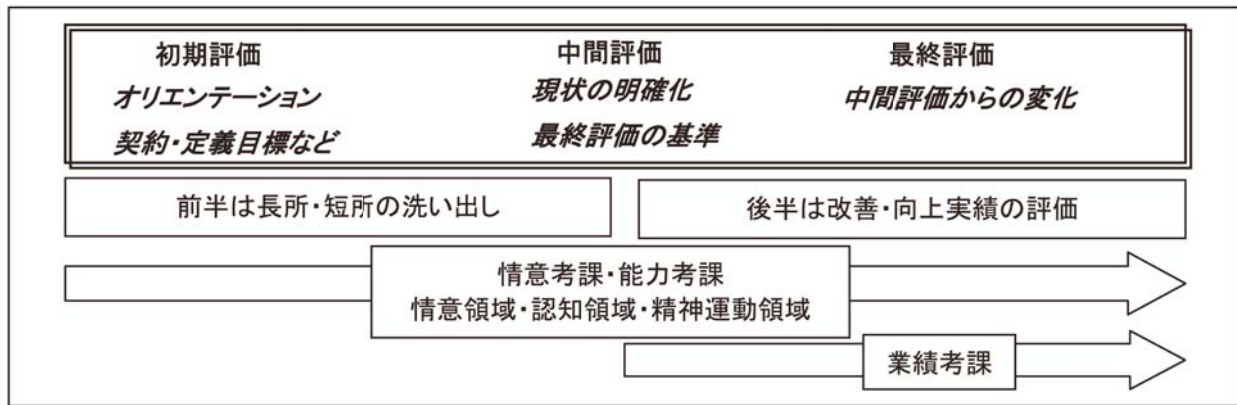 初期評価
オリエンテーション
契約・定義目標など
中間評価
現状の明確化
最終評価の基準
最終評価
中間評価からの変化
前半は長所・短所の洗い出し
後半は改善・向上実績の評価
情意考課・能力考課
情意領域・認知領域・精神運動領域
業績考課